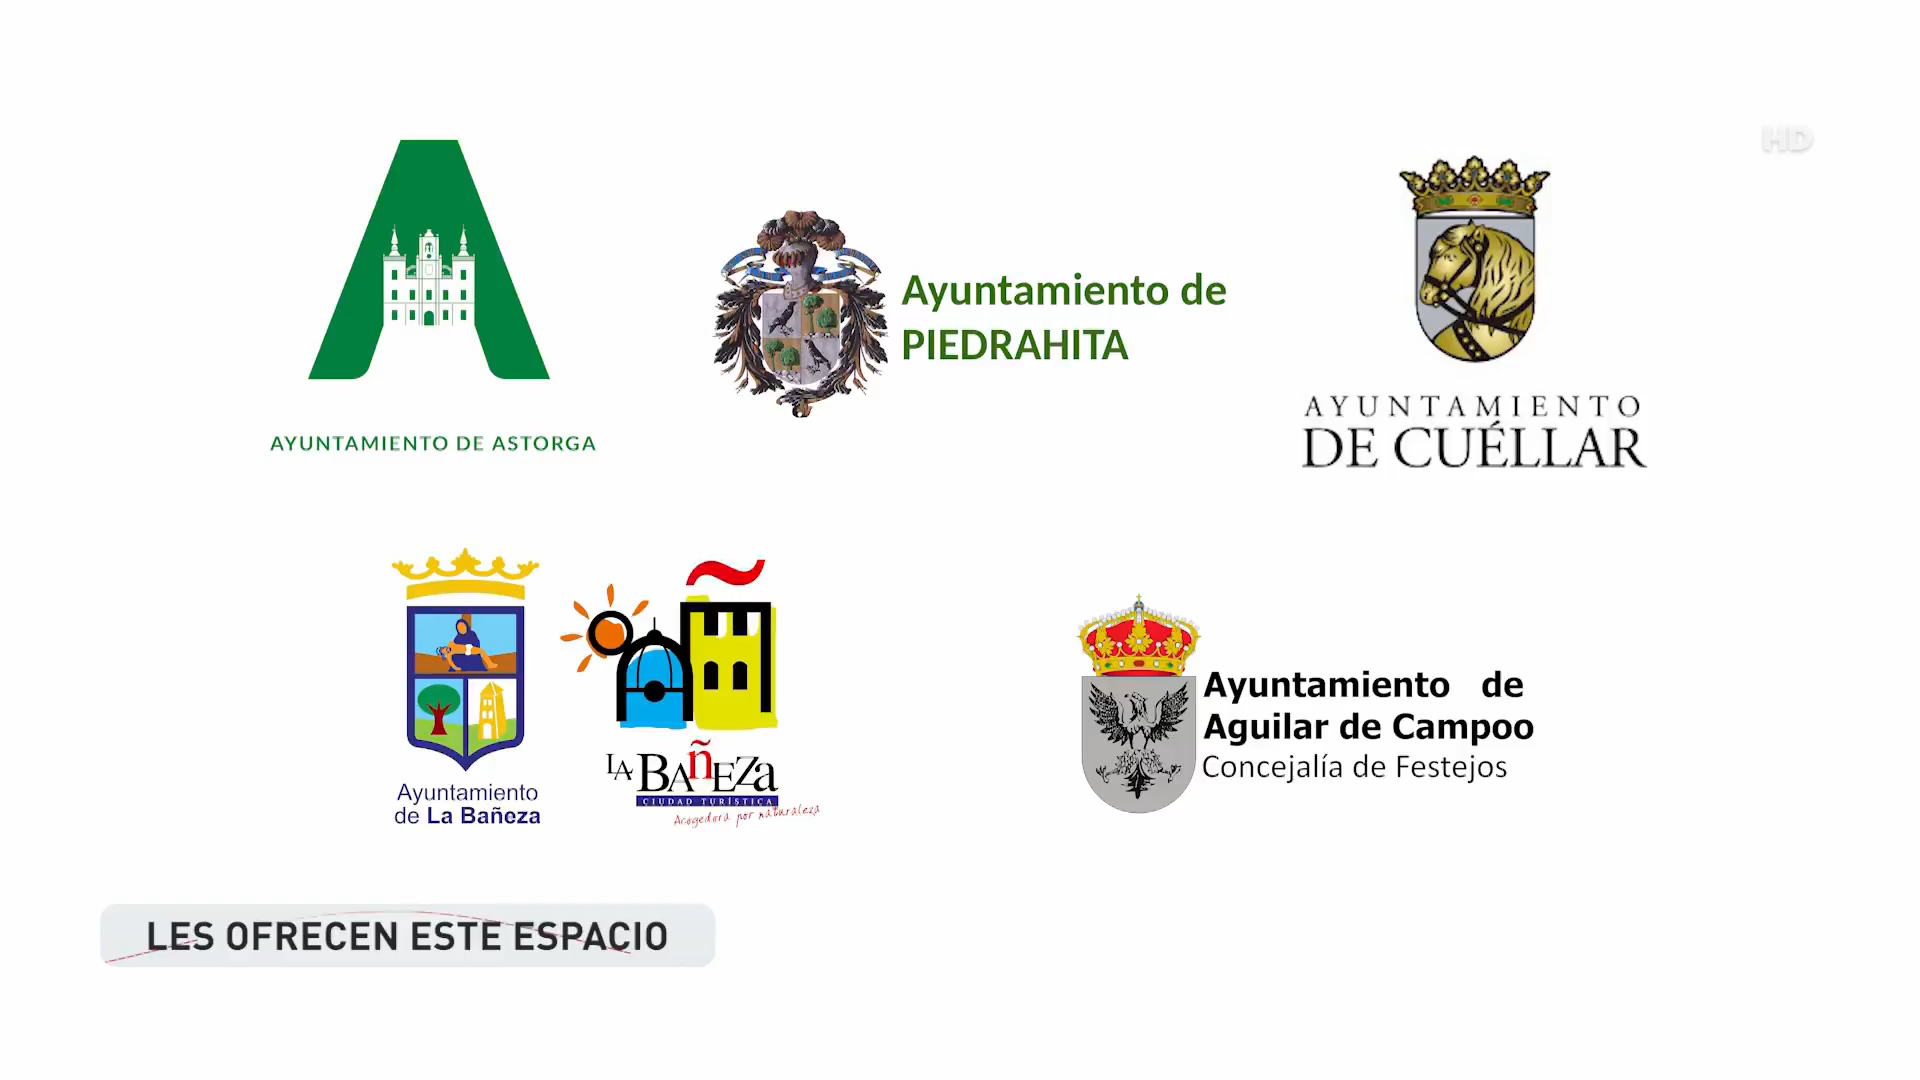 HD
AYUNTAMIENTO DE ASTORGA
Ayuntamiento de
PIEDRAHITA
AYUNTAMIENTO
DE CUÉLLAR
Ayuntamiento
de La Bañeza
LA BAñEZa
CIUDAD TURÍSTICA
Acogedora por naturaleza
Ayuntamiento de
Aguilar de Campoo
Concejalía de Festejos
LES OFRECEN ESTE ESPACIO